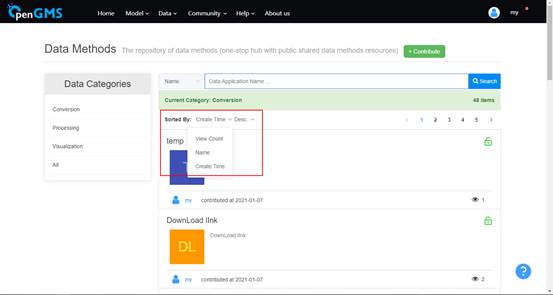 OpenGMS
Home Model Data Community Help About us my
Data Methods The repository of data methods (one-stop hub with public shared data methods resources) + Contribute
Data Categories
Conversion
Processing
Visualization
All
Name: Data Application Name ... Search
Current Category: Conversion 48 items
Sorted By: Create Time Desc. < 1 2 3 4 5 >
View Count
Name
Create Time
temp
my contributed at 2021-01-07 1
DownLoad lInk
DL DownLoad lInk
my contributed at 2021-01-07 2
?